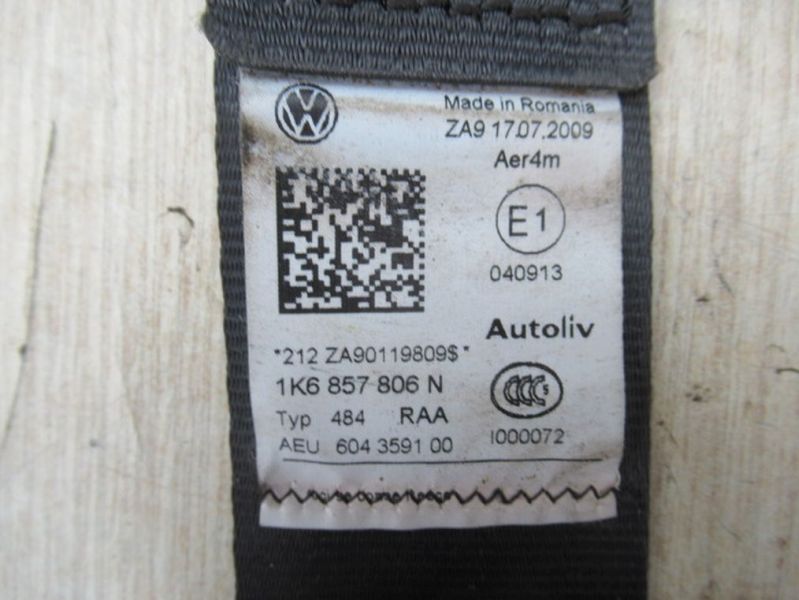 Made in Romania
ZA9 17.07.2009
Aer4m
E1
040913
Autoliv
*212 ZA90119809$*
1K6 857 806 N
Typ 484 RAA
CCC S
I000072
AEU 604 3591 00